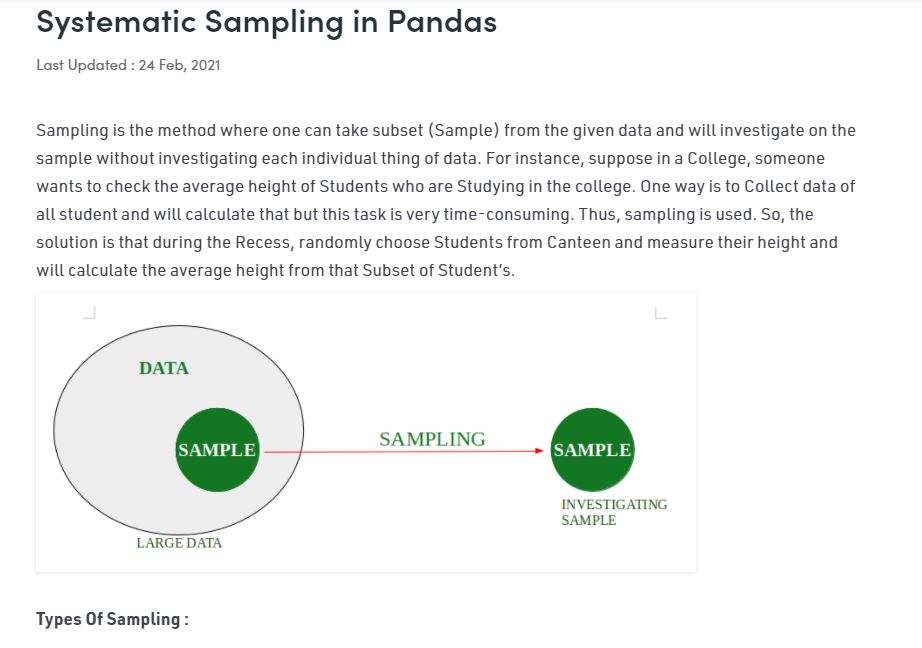 Systematic Sampling in Pandas
Last Updated : 24 Feb, 2021
Sampling is the method where one can take subset (Sample) from the given data and will investigate on the
sample without investigating each individual thing of data. For instance, suppose in a College, someone
wants to check the average height of Students who are Studying in the college. One way is to Collect data of
all student and will calculate that but this task is very time-consuming. Thus, sampling is used. So, the
solution is that during the Recess, randomly choose Students from Canteen and measure their height and
will calculate the average height from that Subset of Student's.
DATA
SAMPLE
SAMPLING
SAMPLE
INVESTIGATING
SAMPLE
LARGE DATA
Types Of Sampling :